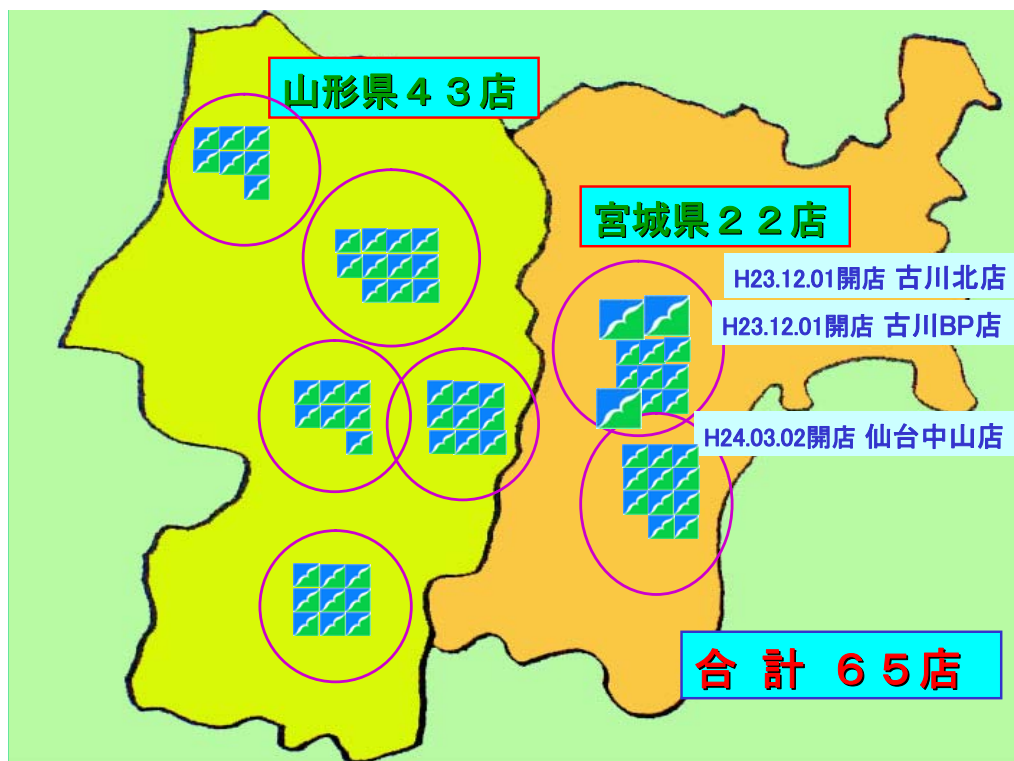 山形県４３店
宮城県２２店
H23.12.01開店 古川北店
H23.12.01開店 古川BP店
H24.03.02開店 仙台中山店
合 計 ６５店